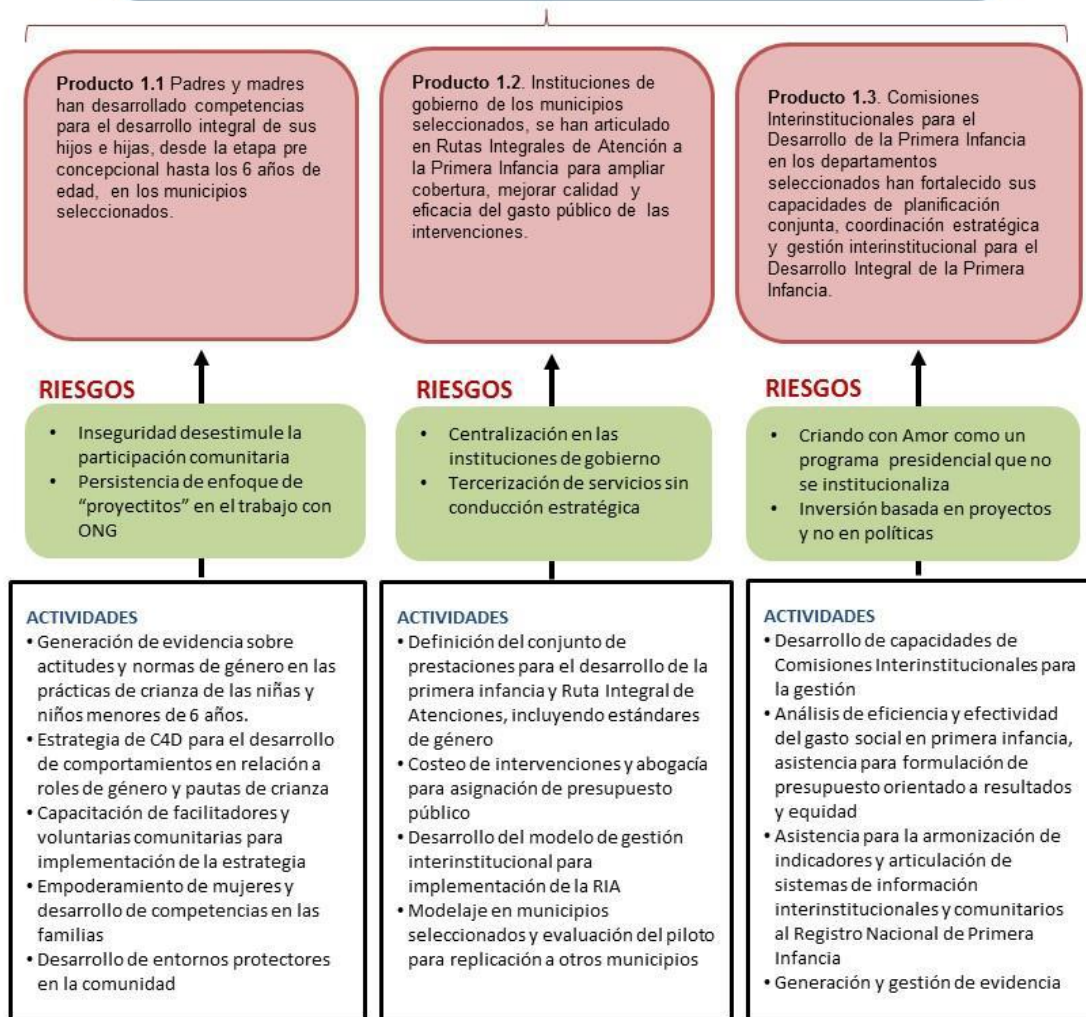 Producto 1.1 Padres y madres
han desarrollado competencias
para el desarrollo integral de sus
hijos e hijas, desde la etapa pre
concepcional hasta los 6 años de
edad, en los municipios
seleccionados.
Producto 1.2. Instituciones de
gobierno de los municipios
seleccionados, se han articulado
en Rutas Integrales de Atención a
la Primera Infancia para ampliar
cobertura, mejorar calidad y
eficacia del gasto público de las
intervenciones.
Producto 1.3. Comisiones
Interinstitucionales para el
Desarrollo de la Primera Infancia
en los departamentos
seleccionados han fortalecido sus
capacidades de planificación
conjunta, coordinación estratégica
y gestión interinstitucional para el
Desarrollo Integral de la Primera
Infancia.
RIESGOS
• Inseguridad desestimule la
participación comunitaria
• Persistencia de enfoque de
“proyectitos” en el trabajo con
ONG
RIESGOS
• Centralización en las
instituciones de gobierno
• Tercerización de servicios sin
conducción estratégica
RIESGOS
• Criando con Amor como un
programa presidencial que no
se institucionaliza
• Inversión basada en proyectos
y no en políticas
ACTIVIDADES
• Generación de evidencia sobre
actitudes y normas de género en las
prácticas de crianza de las niñas y
niños menores de 6 años.
• Estrategia de C4D para el desarrollo
de comportamientos en relación a
roles de género y pautas de crianza
• Capacitación de facilitadores y
voluntarias comunitarias para
implementación de la estrategia
• Empoderamiento de mujeres y
desarrollo de competencias en las
familias
• Desarrollo de entornos protectores
en la comunidad
ACTIVIDADES
• Definición del conjunto de
prestaciones para el desarrollo de la
primera infancia y Ruta Integral de
Atenciones, incluyendo estándares
de género
• Costeo de intervenciones y abogacía
para asignación de presupuesto
público
• Desarrollo del modelo de gestión
interinstitucional para
implementación de la RIA
• Modelaje en municipios
seleccionados y evaluación del piloto
para replicación a otros municipios
ACTIVIDADES
• Desarrollo de capacidades de
Comisiones Interinstitucionales para
la gestión
• Análisis de eficiencia y efectividad
del gasto social en primera infancia,
asistencia para formulación de
presupuesto orientado a resultados
y equidad
• Asistencia para la armonización de
indicadores y articulación de
sistemas de información
interinstitucionales y comunitarios
al Registro Nacional de Primera
Infancia
• Generación y gestión de evidencia